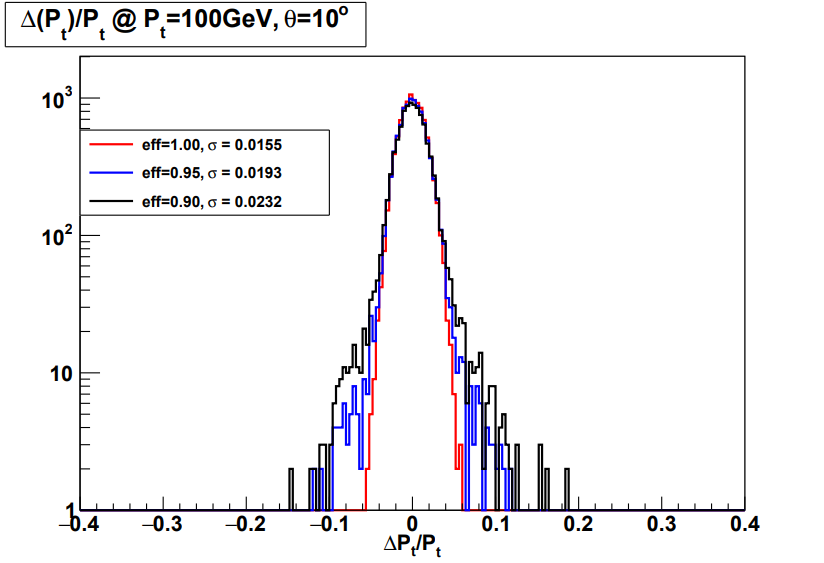 Δ(Pt)/Pt @ Pt=100GeV, θ=10o
10³
eff=1.00, σ = 0.0155
eff=0.95, σ = 0.0193
eff=0.90, σ = 0.0232
10²
10
1
−0.4 −0.3 −0.2 −0.1 0 0.1 0.2 0.3 0.4
ΔPt/Pt